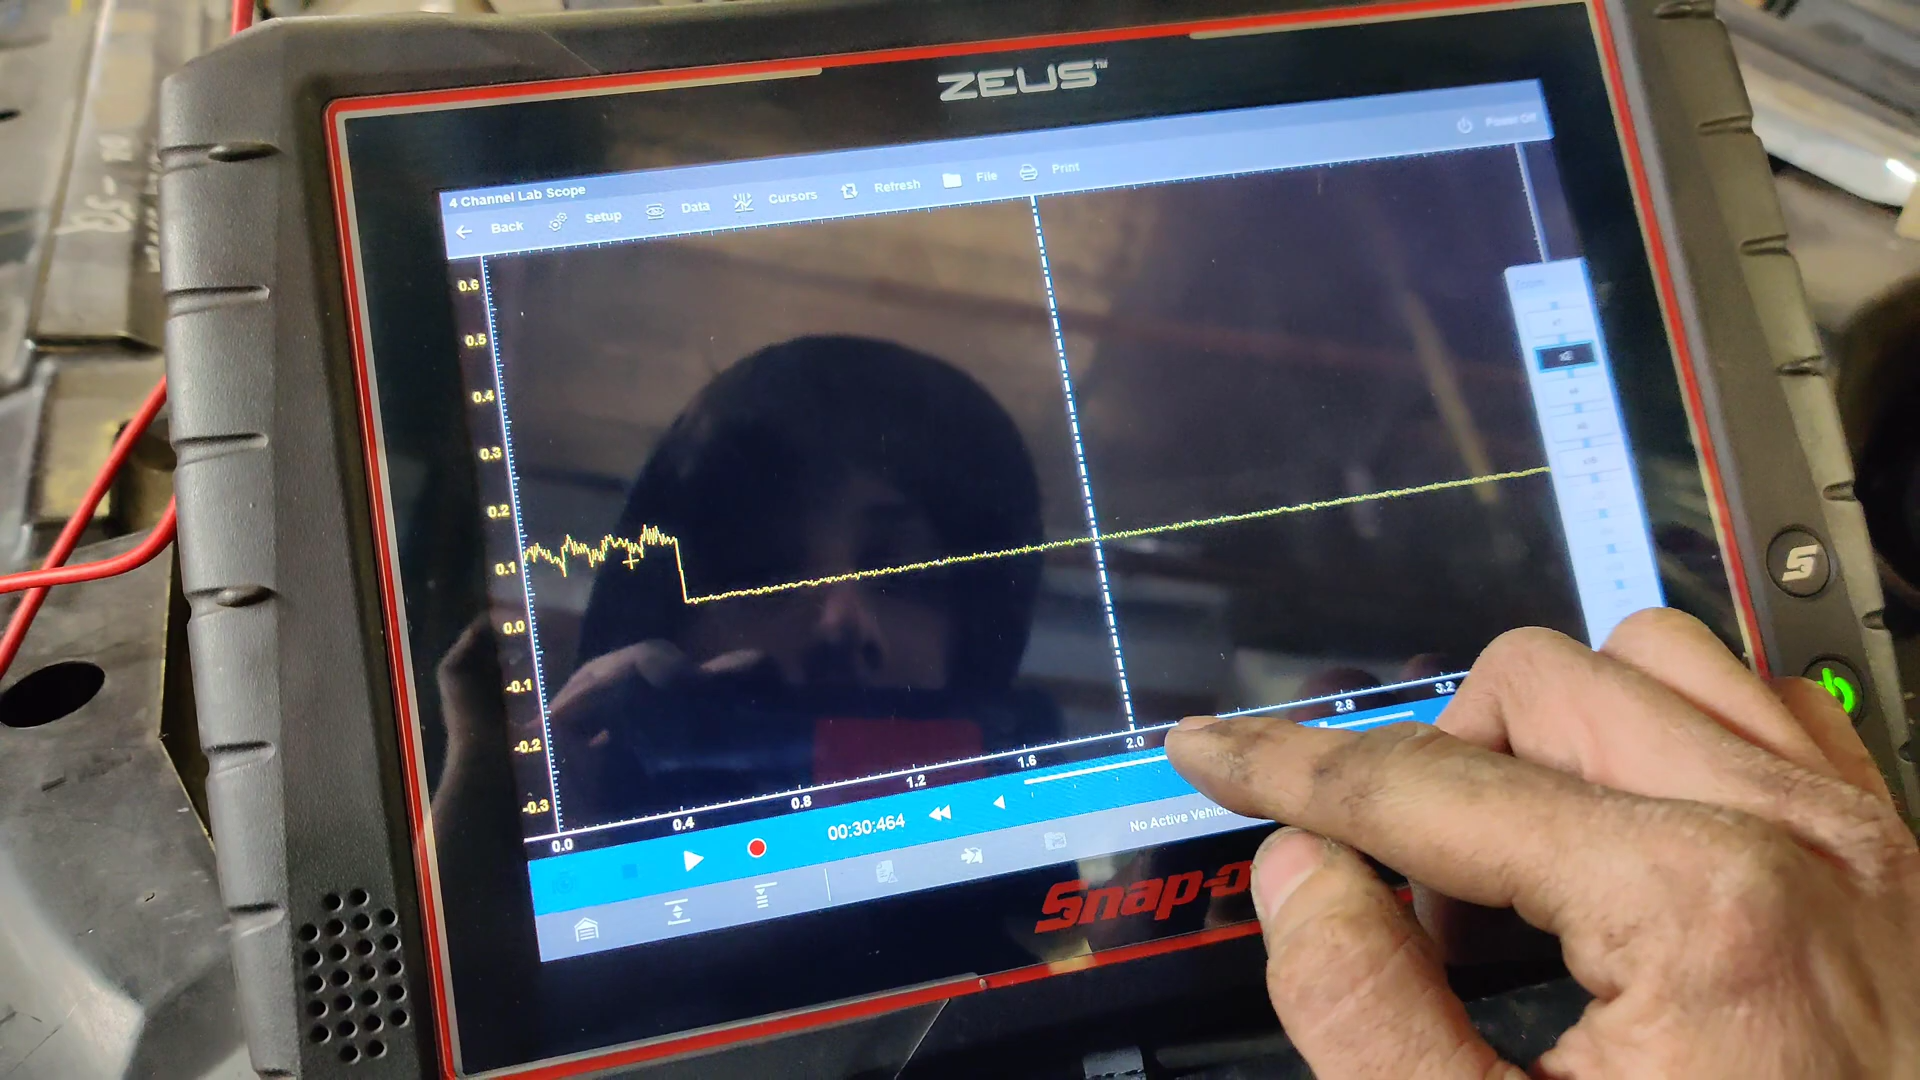 ZEUS™
4 Channel Lab Scope
Back Setup Data Cursors Refresh File Print Power Off
0.6
0.5
0.4
0.3
0.2
0.1
0.0
-0.1
-0.2
-0.3
0.0 0.4 0.8 1.2 1.6 2.0 2.8 3.2
00:30:464
No Active Vehic
Snap-o
S